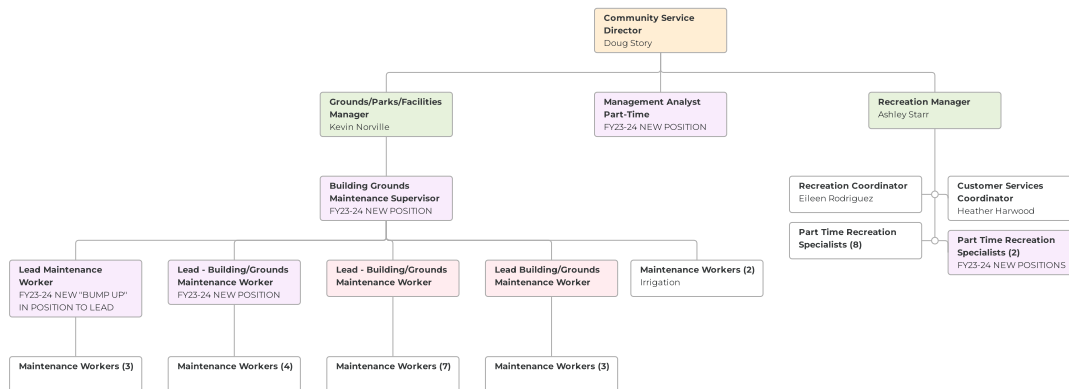 Community Service
Director
Doug Story
Grounds/Parks/Facilities
Manager
Kevin Norville
Management Analyst
Part-Time
FY23-24 NEW POSITION
Recreation Manager
Ashley Starr
Building Grounds
Maintenance Supervisor
FY23-24 NEW POSITION
Recreation Coordinator
Eileen Rodriguez
Customer Services
Coordinator
Heather Harwood
Part Time Recreation
Specialists (8)
Part Time Recreation
Specialists (2)
FY23-24 NEW POSITIONS
Lead Maintenance
Worker
FY23-24 NEW "BUMP UP"
IN POSITION TO LEAD
Lead - Building/Grounds
Maintenance Worker
FY23-24 NEW POSITION
Lead - Building/Grounds
Maintenance Worker
Lead Building/Grounds
Maintenance Worker
Maintenance Workers (2)
Irrigation
Maintenance Workers (3)
Maintenance Workers (4)
Maintenance Workers (7)
Maintenance Workers (3)